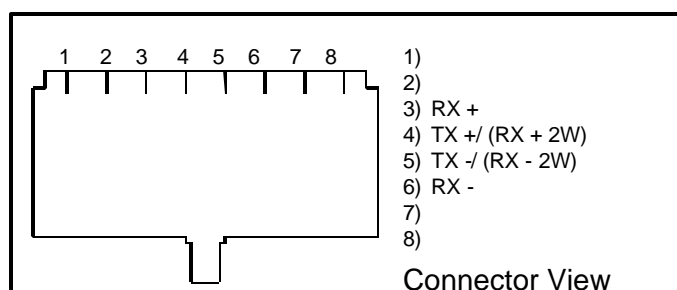 1 2 3 4 5 6 7 8
1)
2)
3) RX +
4) TX +/ (RX + 2W)
5) TX -/ (RX - 2W)
6) RX -
7)
8)
Connector View